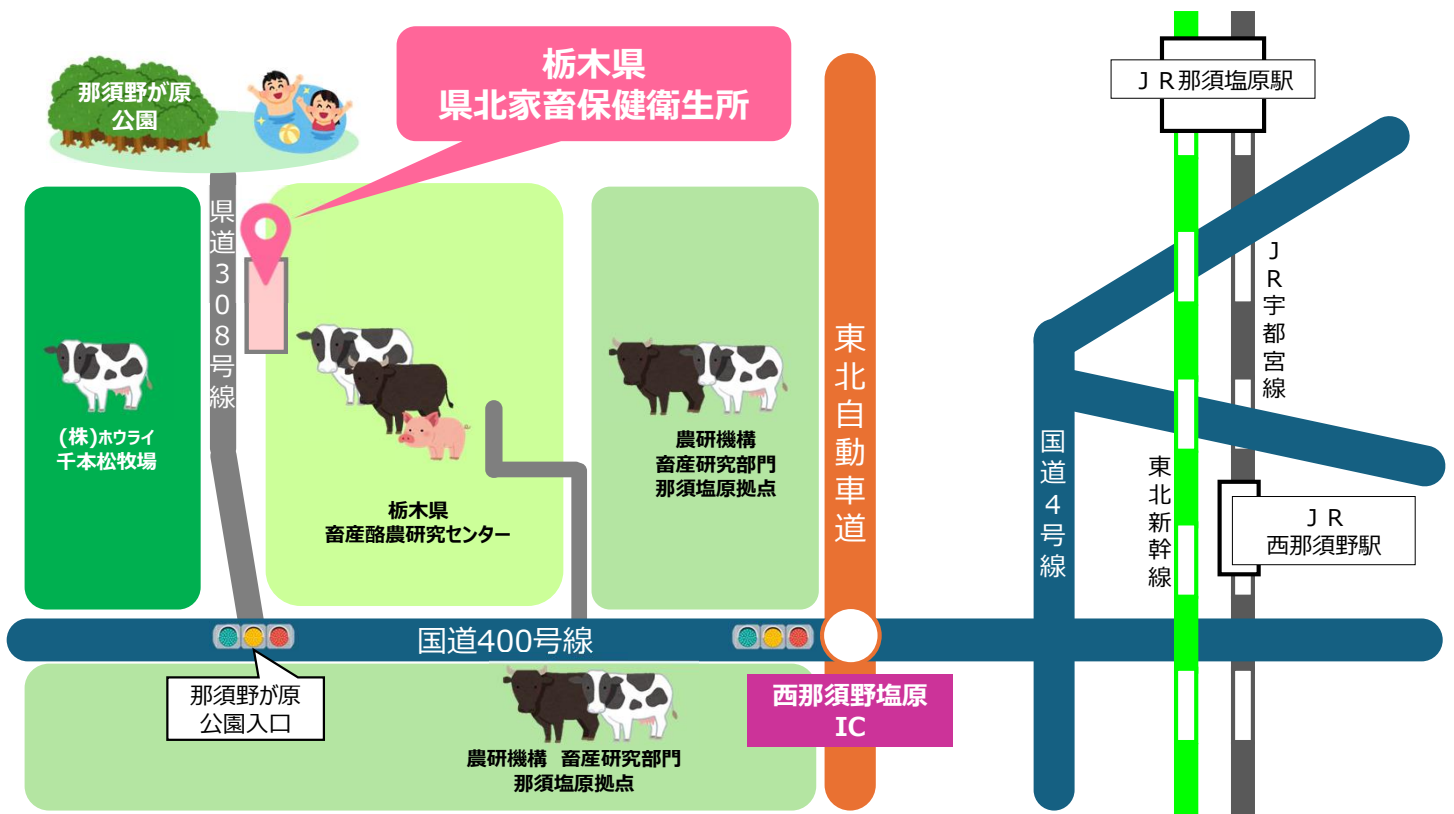 栃木県
県北家畜保健衛生所
那須野が原
公園
ＪＲ那須塩原駅
県道３０８号線
(株)ホウライ
千本松牧場
栃木県
畜産酪農研究センター
農研機構
畜産研究部門
那須塩原拠点
東北自動車道
国道４号線
東北新幹線
ＪＲ宇都宮線
ＪＲ
西那須野駅
国道400号線
那須野が原
公園入口
西那須野塩原
IC
農研機構 畜産研究部門
那須塩原拠点